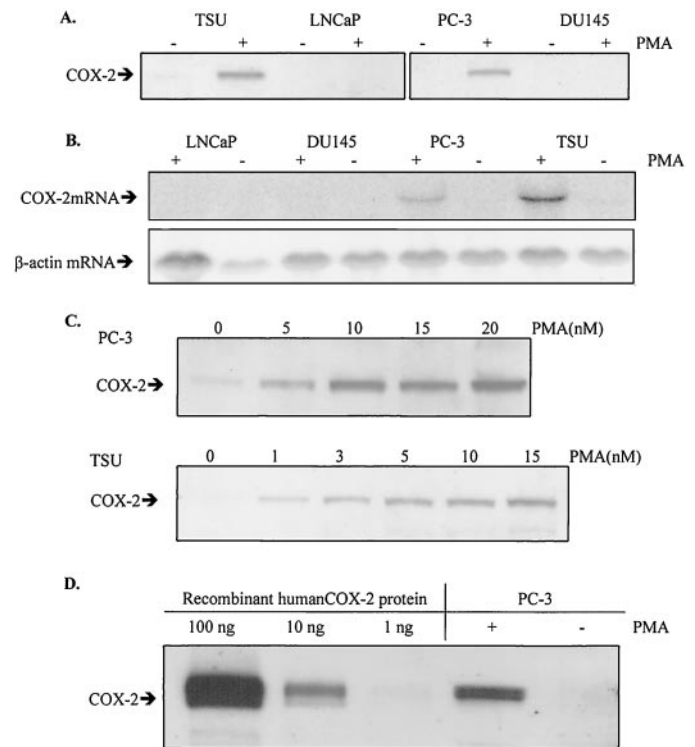 A.
TSU LNCaP PC-3 DU145
- + - + - + - + PMA
COX-2→
B.
LNCaP DU145 PC-3 TSU
+ - + - + - + - PMA
COX-2mRNA→
β-actin mRNA→
C.
PC-3
0 5 10 15 20 PMA(nM)
COX-2→
TSU
0 1 3 5 10 15 PMA(nM)
COX-2→
D.
Recombinant humanCOX-2 protein PC-3
100 ng 10 ng 1 ng + - PMA
COX-2→